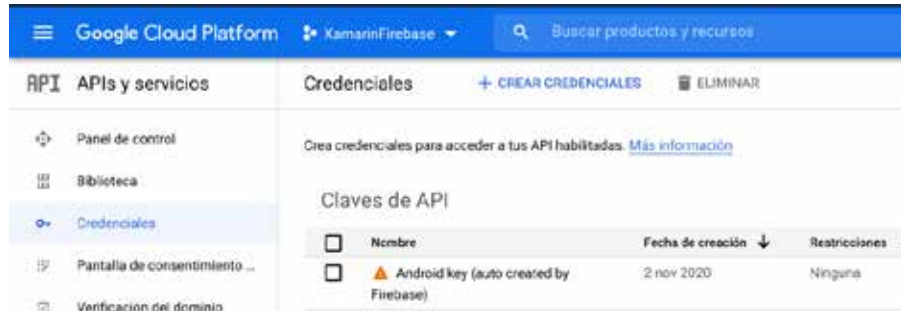 Google Cloud Platform XamarinFirebase Buscar productos y recursos
API APIs y servicios Credenciales + CREAR CREDENCIALES ELIMINAR
Panel de control
Crea credenciales para acceder a tus API habilitadas. Más información
Biblioteca
Claves de API
Credenciales
Nombre Fecha de creación Restricciones
Pantalla de consentimiento ...
Android key (auto created by 2 nov 2020 Ninguna
Firebase)
Verificación del dominio